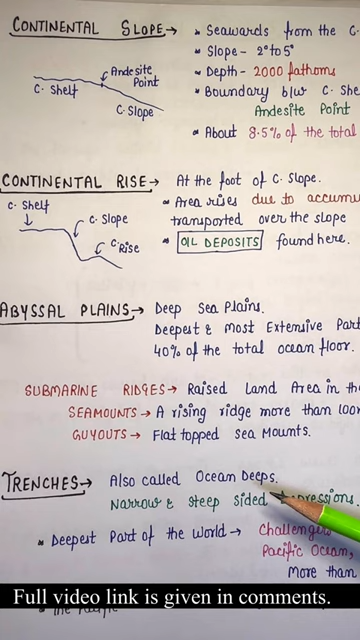 CONTINENTAL SLOPE → Seawards from the C.
Slope - 2° to 5°
Depth - 2000 fathoms
Boundary b/w C. She
Andesite Point
About 8.5% of the total
Andesite Point
C. Shelf
C. Slope
CONTINENTAL RISE → At the foot of C. Slope.
Area rises due to accumu
transported over the slope
OIL DEPOSITS found here.
C. Shelf
C. Slope
C. Rise
ABYSSAL PLAINS → Deep Sea Plains.
Deepest & Most Extensive Part
40% of the total ocean floor.
SUBMARINE RIDGES → Raised Land Area in th
SEAMOUNTS → A rising ridge more than 100
GUYOUTS → Flat topped Sea Mounts.
TRENCHES → Also called Ocean Deeps.
Narrow & Steep sided pressions.
Deepest Part of the World → Challenge
Pacific Ocean,
More than
Full video link is given in comments.